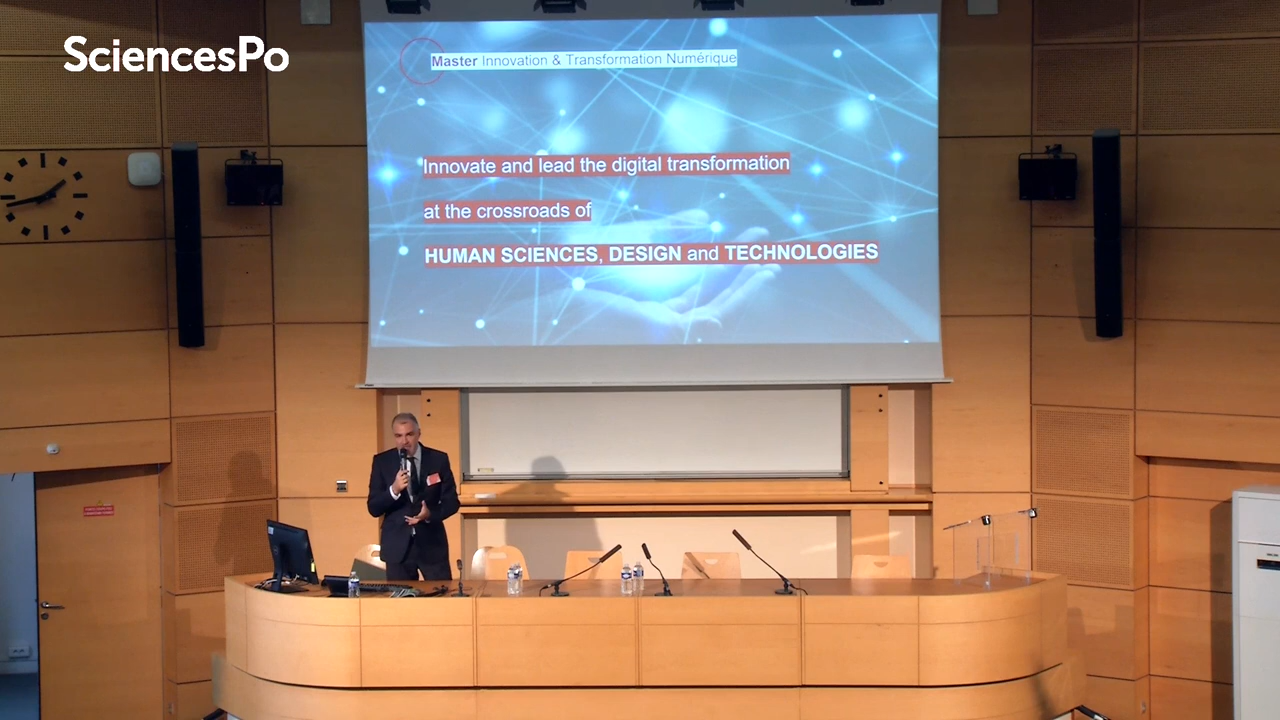 SciencesPo
Master Innovation & Transformation Numérique
Innovate and lead the digital transformation
at the crossroads of
HUMAN SCIENCES, DESIGN and TECHNOLOGIES